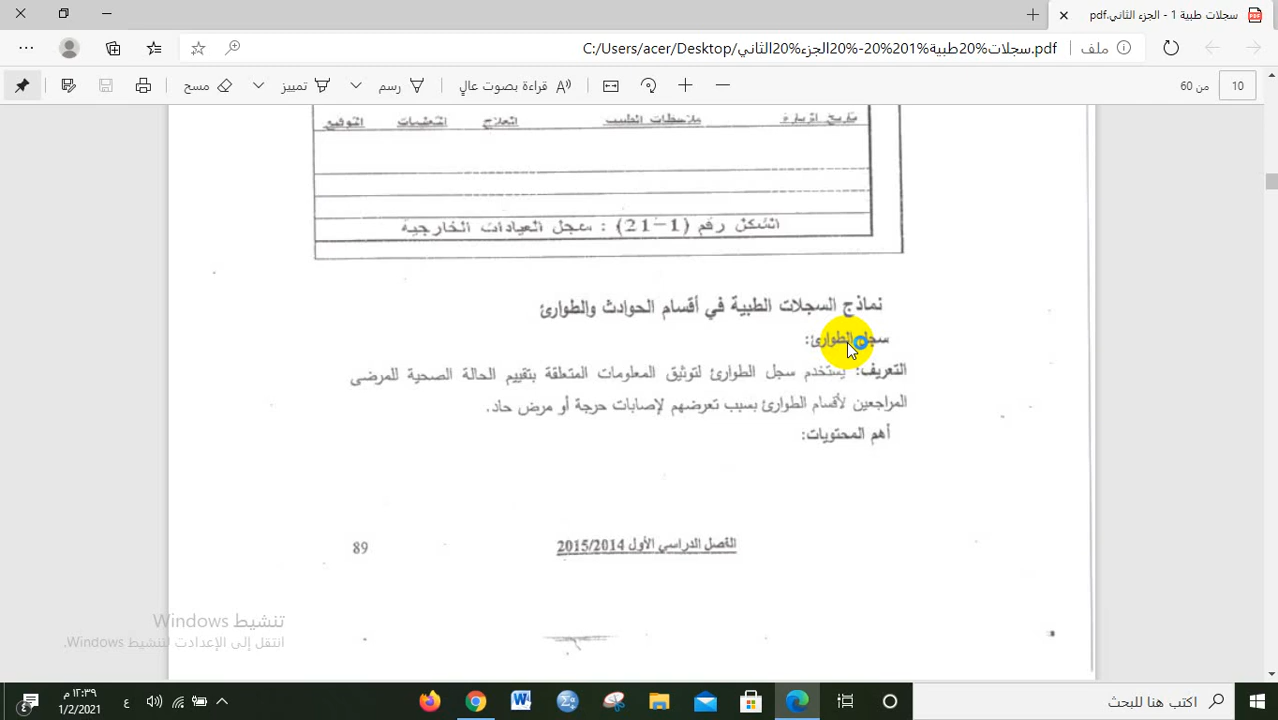 سجلات طبية 1 - الجزء الثاني.pdf
ملف
C:/Users/acer/Desktop/سجلات%20طبية%201%20-%20الجزء%20الثاني.pdf
10
من 60
قراءة بصوت عالٍ
رسم
تمييز
مسح
تاريخ الزيارة ملاحظات الطبيب العلاج التعليمات التوقيع
الشكل رقم (1-21) : سجل العيادات الخارجية
نماذج السجلات الطبية في أقسام الحوادث والطوارئ
سجل الطوارئ:
التعريف: يستخدم سجل الطوارئ لتوثيق المعلومات المتعلقة بتقييم الحالة الصحية للمرضى
المراجعين لأقسام الطوارئ بسبب تعرضهم لإصابات حرجة أو مرض حاد.
أهم المحتويات:
الفصل الدراسي الأول 2015/2014
89
تنشيط Windows
انتقل إلى الإعدادات لتنشيط Windows.
اكتب هنا للبحث
ع
١٢:٣٩ م
1/2/2021